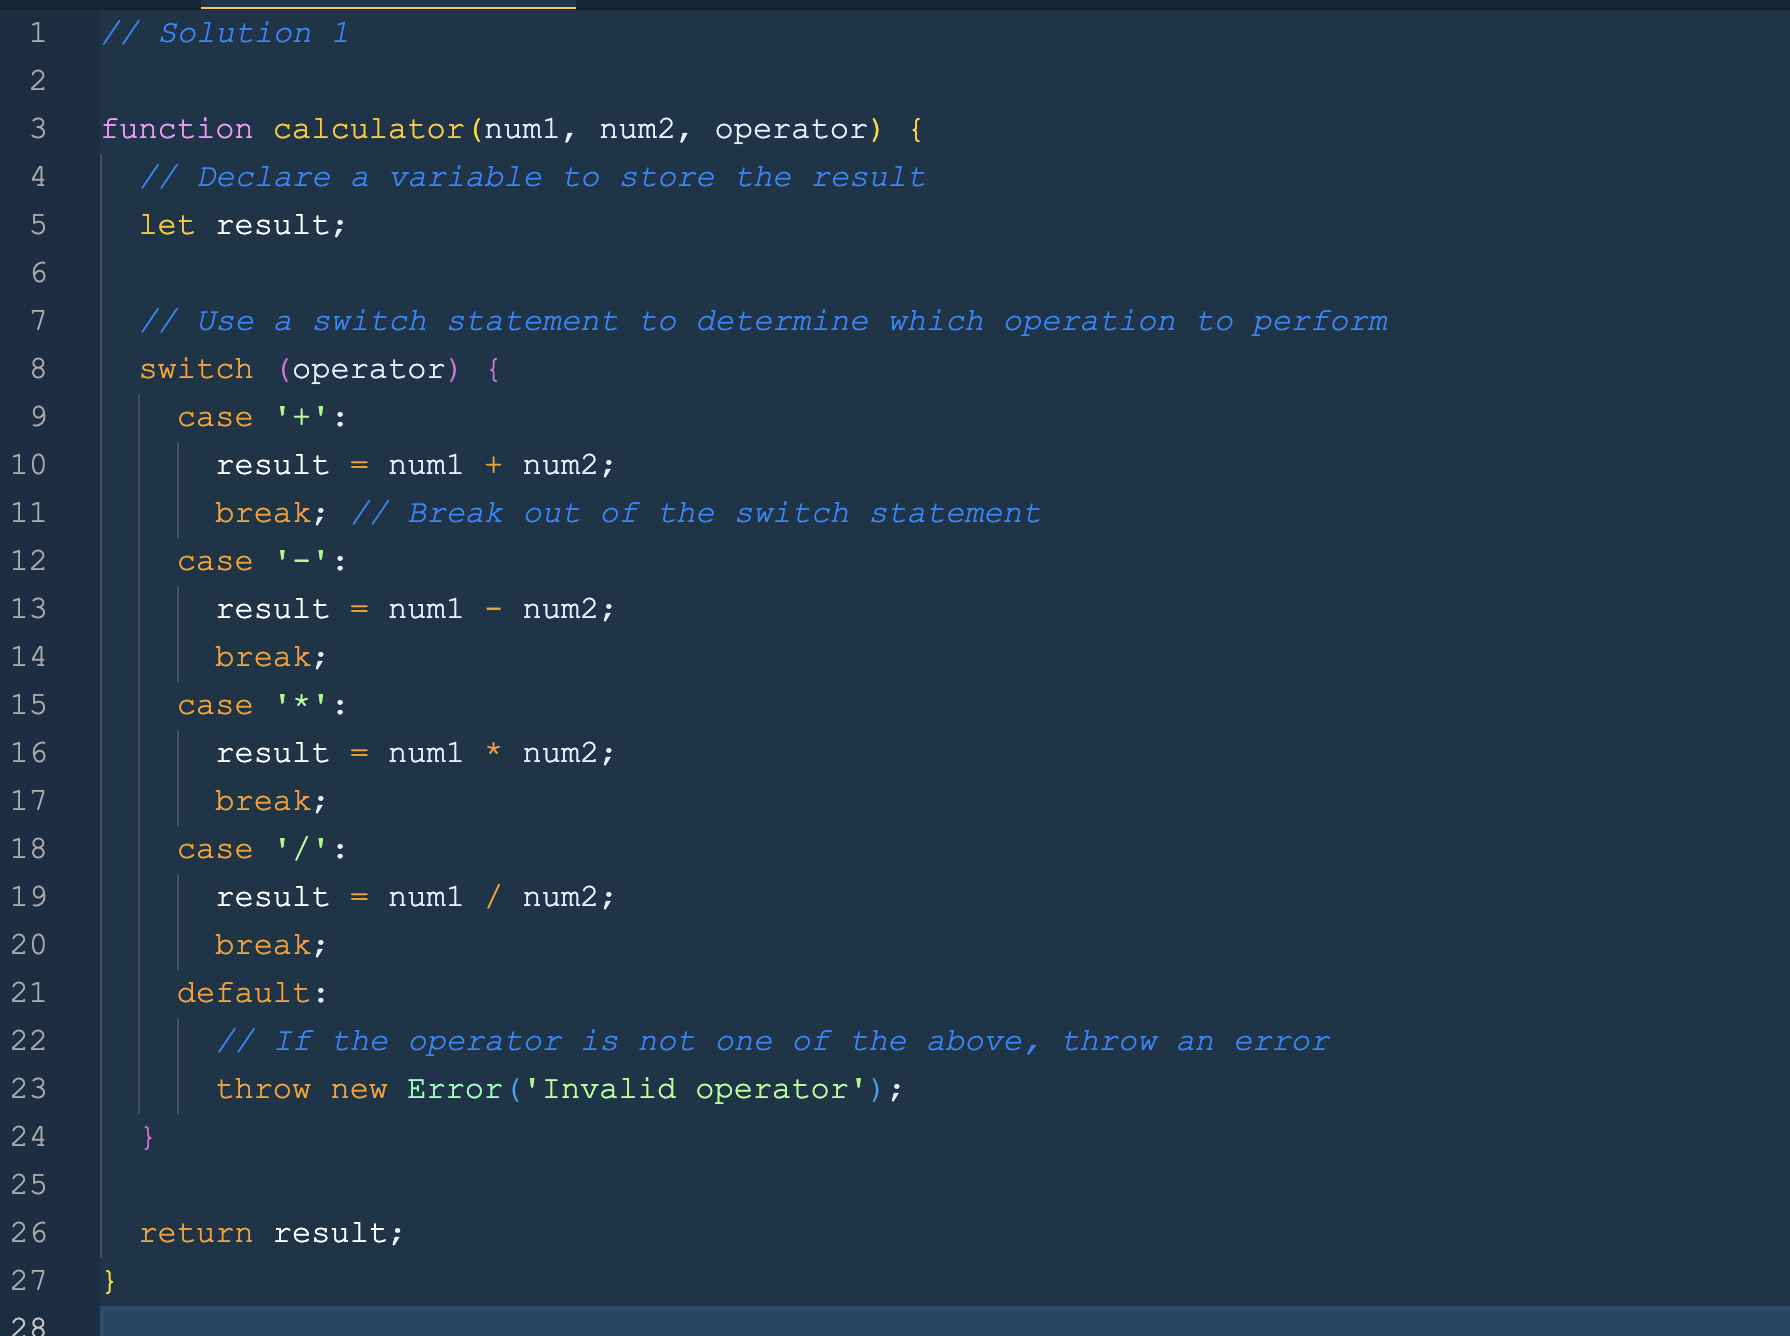 1 // Solution 1
2
3 function calculator(num1, num2, operator) {
4   // Declare a variable to store the result
5   let result;
6
7   // Use a switch statement to determine which operation to perform
8   switch (operator) {
9     case '+':
10       result = num1 + num2;
11       break; // Break out of the switch statement
12     case '-':
13       result = num1 - num2;
14       break;
15     case '*':
16       result = num1 * num2;
17       break;
18     case '/':
19       result = num1 / num2;
20       break;
21     default:
22       // If the operator is not one of the above, throw an error
23       throw new Error('Invalid operator');
24   }
25
26   return result;
27 }
28